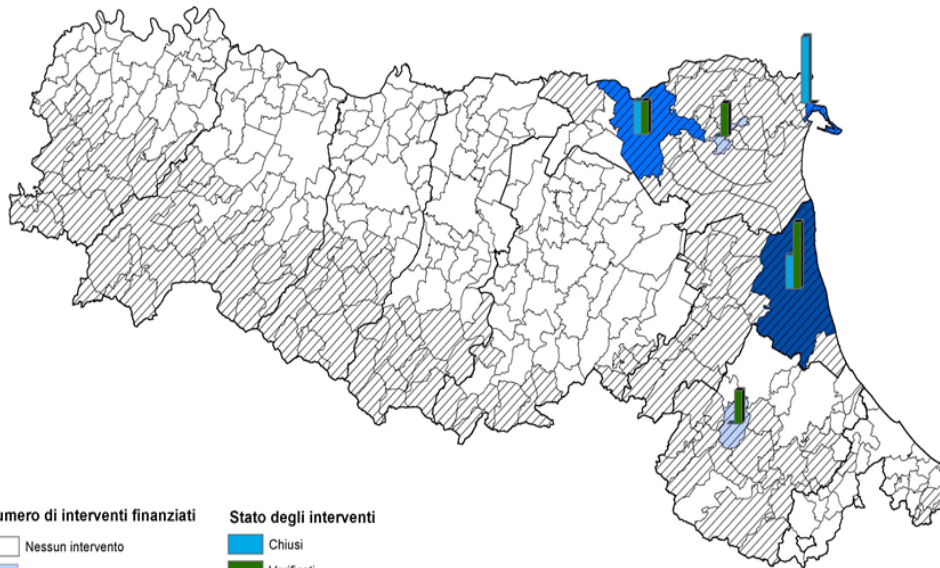 umero di interventi finanziati
Nessun intervento
Stato degli interventi
Chiusi